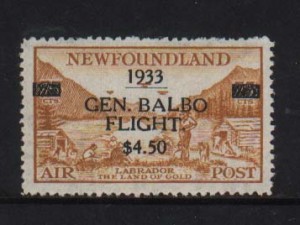 NEWFOUNDLAND
1933
GEN. BALBO
FLIGHT.
$4.50
LABRADOR
AIR POST
THE LAND OF GOLD